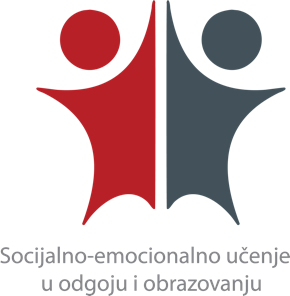 Socijalno-emocionalno učenje
u odgoju i obrazovanju